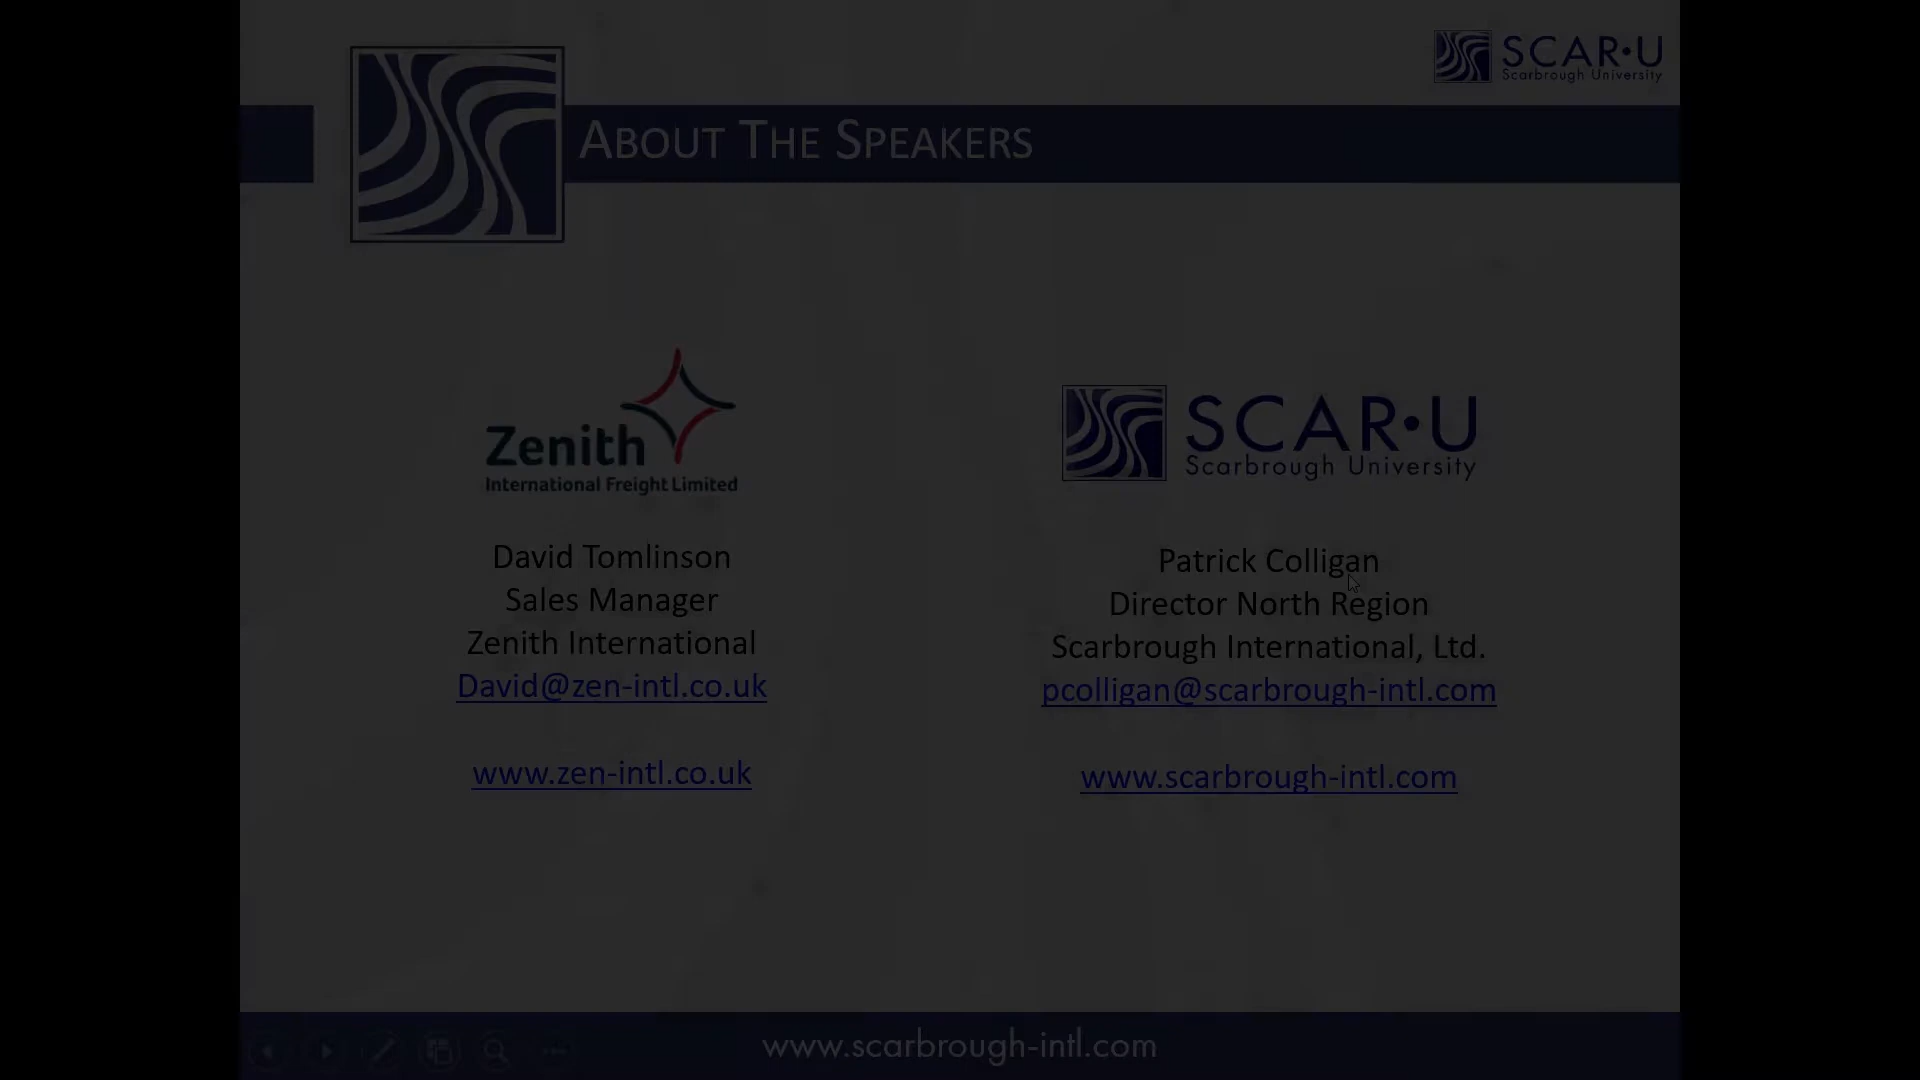 SCAR•U
Scarbrough University
ABOUT THE SPEAKERS
Zenith
International Freight Limited
David Tomlinson
Sales Manager
Zenith International
David@zen-intl.co.uk
www.zen-intl.co.uk
SCAR•U
Scarbrough University
Patrick Colligan
Director North Region
Scarbrough International, Ltd.
pcolligan@scarbrough-intl.com
www.scarbrough-intl.com
www.scarbrough-intl.com